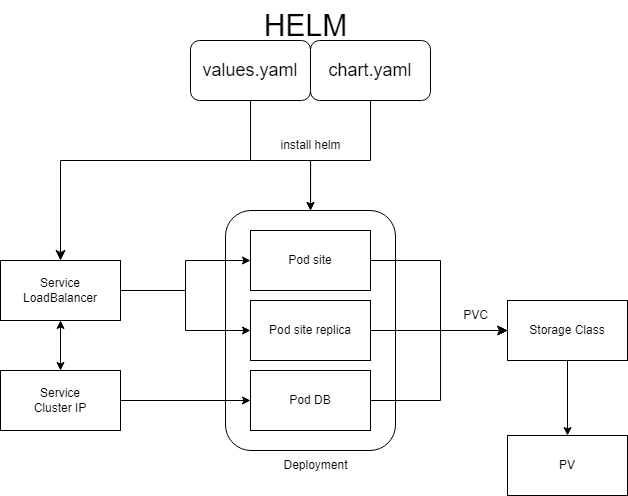 HELM
values.yaml
chart.yaml
install helm
Pod site
Service
LoadBalancer
Pod site replica
PVC
Storage Class
Service
Cluster IP
Pod DB
Deployment
PV